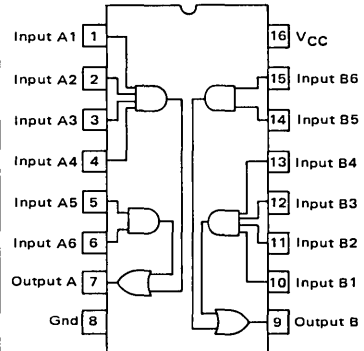 Input A1 1
Input A2 2
Input A3 3
Input A4 4
Input A5 5
Input A6 6
Output A 7
Gnd 8
16 VCC
15 Input B6
14 Input B5
13 Input B4
12 Input B3
11 Input B2
10 Input B1
9 Output B